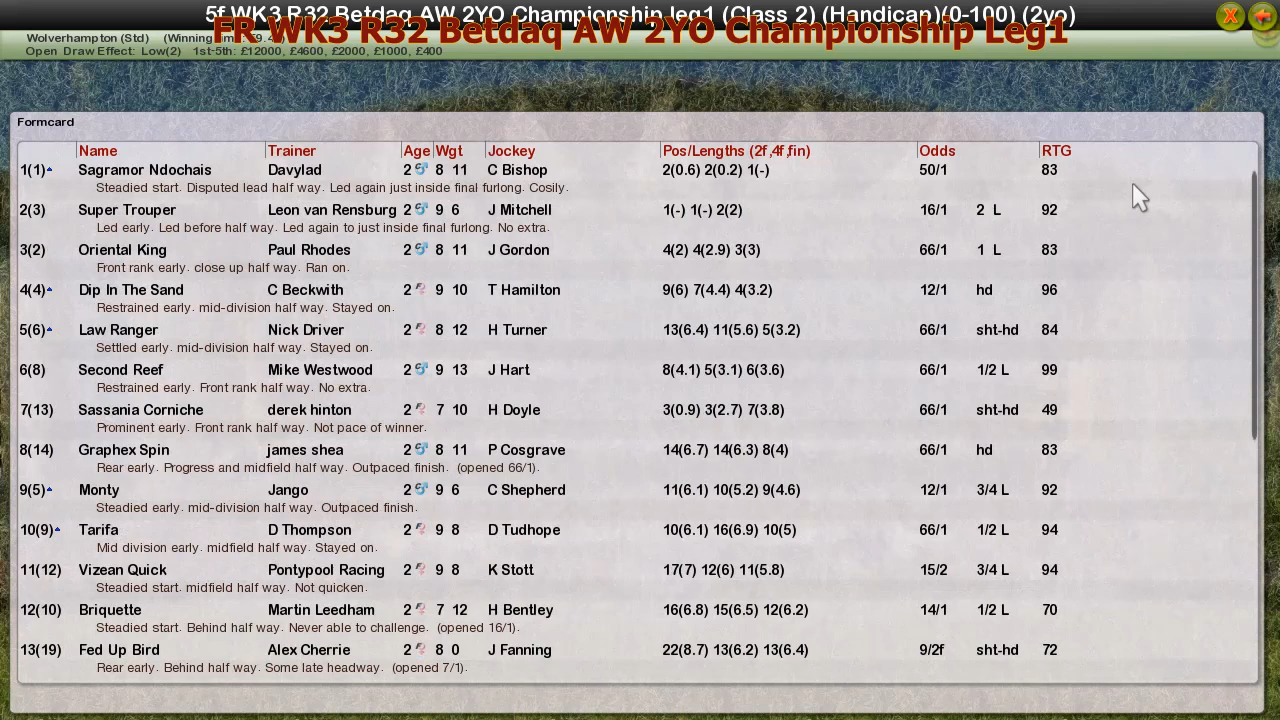 5f WK3 R32 Betdaq AW 2YO Championship leg1 (Class 2) (Handicap)(0-100) (2yo)
FR WK3 R32 Betdaq AW 2YO Championship Leg1
Wolverhampton (Std) (Winning
Open Draw Effect: Low(2) 1st-5th: £12000, £4600, £2000, £1000, £400
Formcard
Name Trainer Age Wgt Jockey Pos/Lengths (2f,4f,fin) Odds RTG
1(1) Sagramor Ndochais Davylad 2 8 11 C Bishop 2(0.6) 2(0.2) 1(-) 50/1 83
Steadied start. Disputed lead half way. Led again just inside final furlong. Cosily.
2(3) Super Trouper Leon van Rensburg 2 9 6 J Mitchell 1(-) 1(-) 2(2) 16/1 2 L 92
Led early. Led before half way. Led again to just inside final furlong. No extra.
3(2) Oriental King Paul Rhodes 2 8 11 J Gordon 4(2) 4(2.9) 3(3) 66/1 1 L 83
Front rank early. close up half way. Ran on.
4(4) Dip In The Sand C Beckwith 2 9 10 T Hamilton 9(6) 7(4.4) 4(3.2) 12/1 hd 96
Restrained early. mid-division half way. Stayed on.
5(6) Law Ranger Nick Driver 2 8 12 H Turner 13(6.4) 11(5.6) 5(3.2) 66/1 sht-hd 84
Settled early. mid-division half way. Stayed on.
6(8) Second Reef Mike Westwood 2 9 13 J Hart 8(4.1) 5(3.1) 6(3.6) 66/1 1/2 L 99
Restrained early. Front rank half way. No extra.
7(13) Sassania Corniche derek hinton 2 7 10 H Doyle 3(0.9) 3(2.7) 7(3.8) 66/1 sht-hd 49
Prominent early. Front rank half way. Not pace of winner.
8(14) Graphex Spin james shea 2 8 11 P Cosgrave 14(6.7) 14(6.3) 8(4) 66/1 hd 83
Rear early. Progress and midfield half way. Outpaced finish. (opened 66/1).
9(5) Monty Jango 2 9 6 C Shepherd 11(6.1) 10(5.2) 9(4.6) 12/1 3/4 L 92
Steadied early. mid-division half way. Outpaced finish.
10(9) Tarifa D Thompson 2 9 8 D Tudhope 10(6.1) 16(6.9) 10(5) 66/1 1/2 L 94
Mid division early. midfield half way. Stayed on.
11(12) Vizean Quick Pontypool Racing 2 9 8 K Stott 17(7) 12(6) 11(5.8) 15/2 3/4 L 94
Steadied start. midfield half way. Not quicken.
12(10) Briquette Martin Leedham 2 7 12 H Bentley 16(6.8) 15(6.5) 12(6.2) 14/1 1/2 L 70
Steadied start. Behind half way. Never able to challenge. (opened 16/1).
13(19) Fed Up Bird Alex Cherrie 2 8 0 J Fanning 22(8.7) 13(6.2) 13(6.4) 9/2f sht-hd 72
Rear early. Behind half way. Some late headway. (opened 7/1).